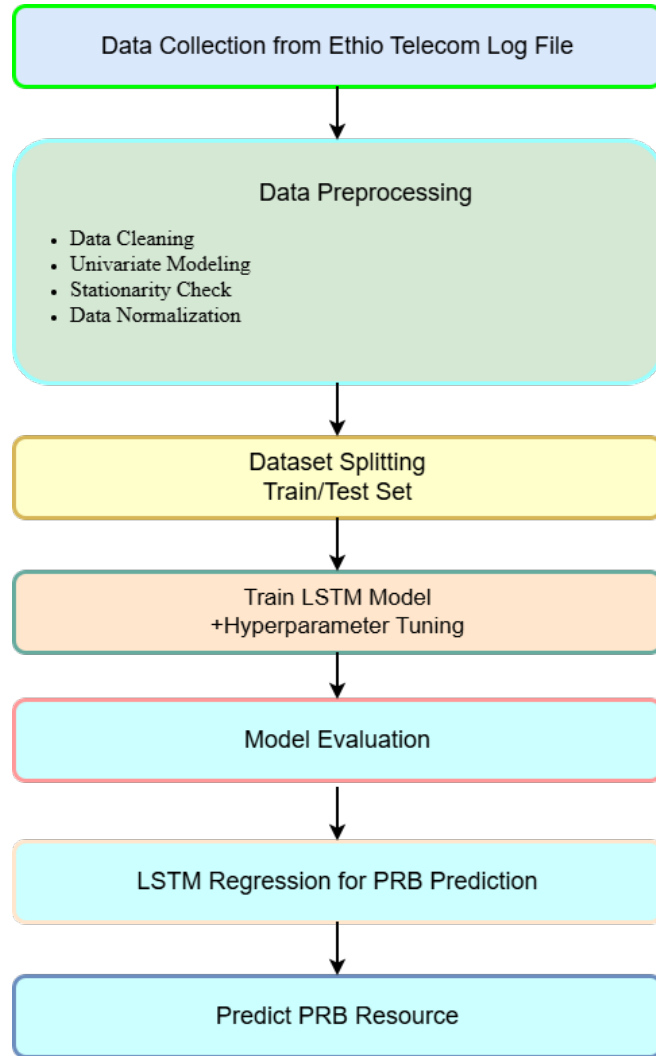 Data Collection from Ethio Telecom Log File
Data Preprocessing
• Data Cleaning
• Univariate Modeling
• Stationarity Check
• Data Normalization
Dataset Splitting
Train/Test Set
Train LSTM Model
+Hyperparameter Tuning
Model Evaluation
LSTM Regression for PRB Prediction
Predict PRB Resource